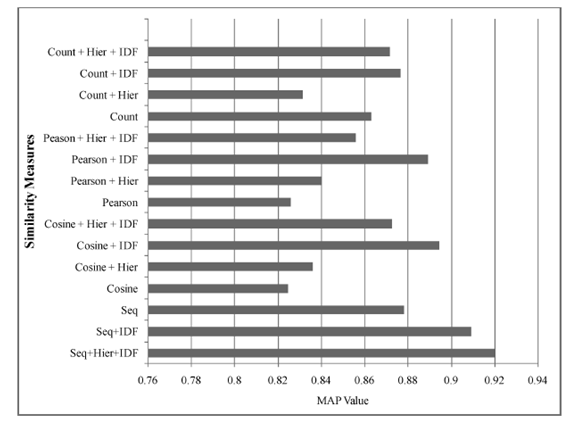 Similarity Measures
Count + Hier + IDF
Count + IDF
Count + Hier
Count
Peason + Hier + IDF
Pearson + IDF
Pearson + Hier
Pearson
Cosine + Hier + IDF
Cosine + IDF
Cosine + Hier
Cosine
Seq
Seq+IDF
Seq+Hier+IDF
0.76 0.78 0.8 0.82 0.84 0.86 0.88 0.9 0.92 0.94
MAP Value